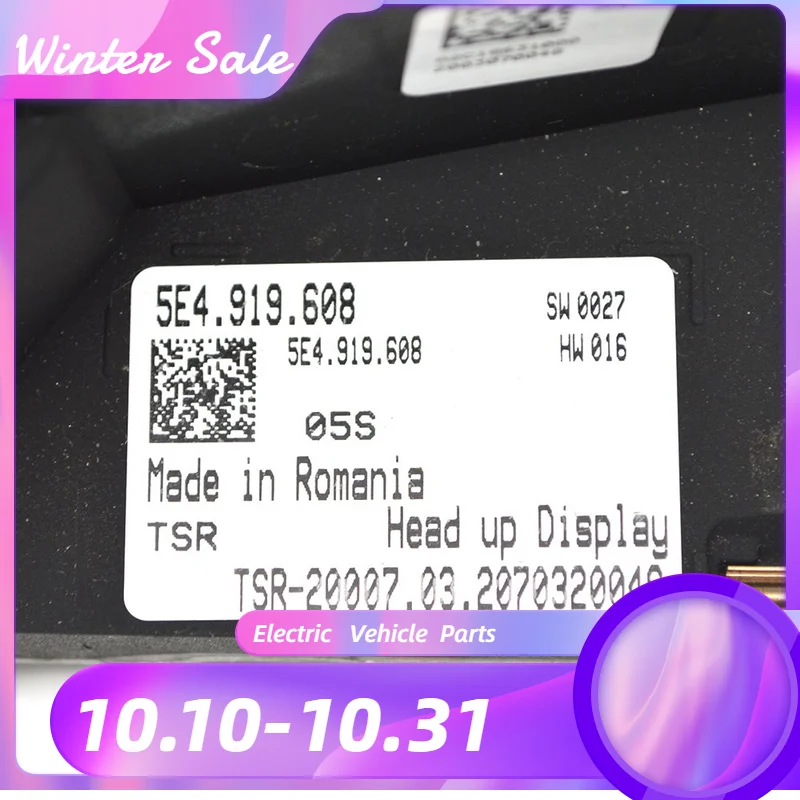 Winter Sale
5E4.919.608
SW 0027
5E4.919.608
HW 016
05S
Made in Romania
TSR
Head up Display
Electric Vehicle Parts
10.10-10.31